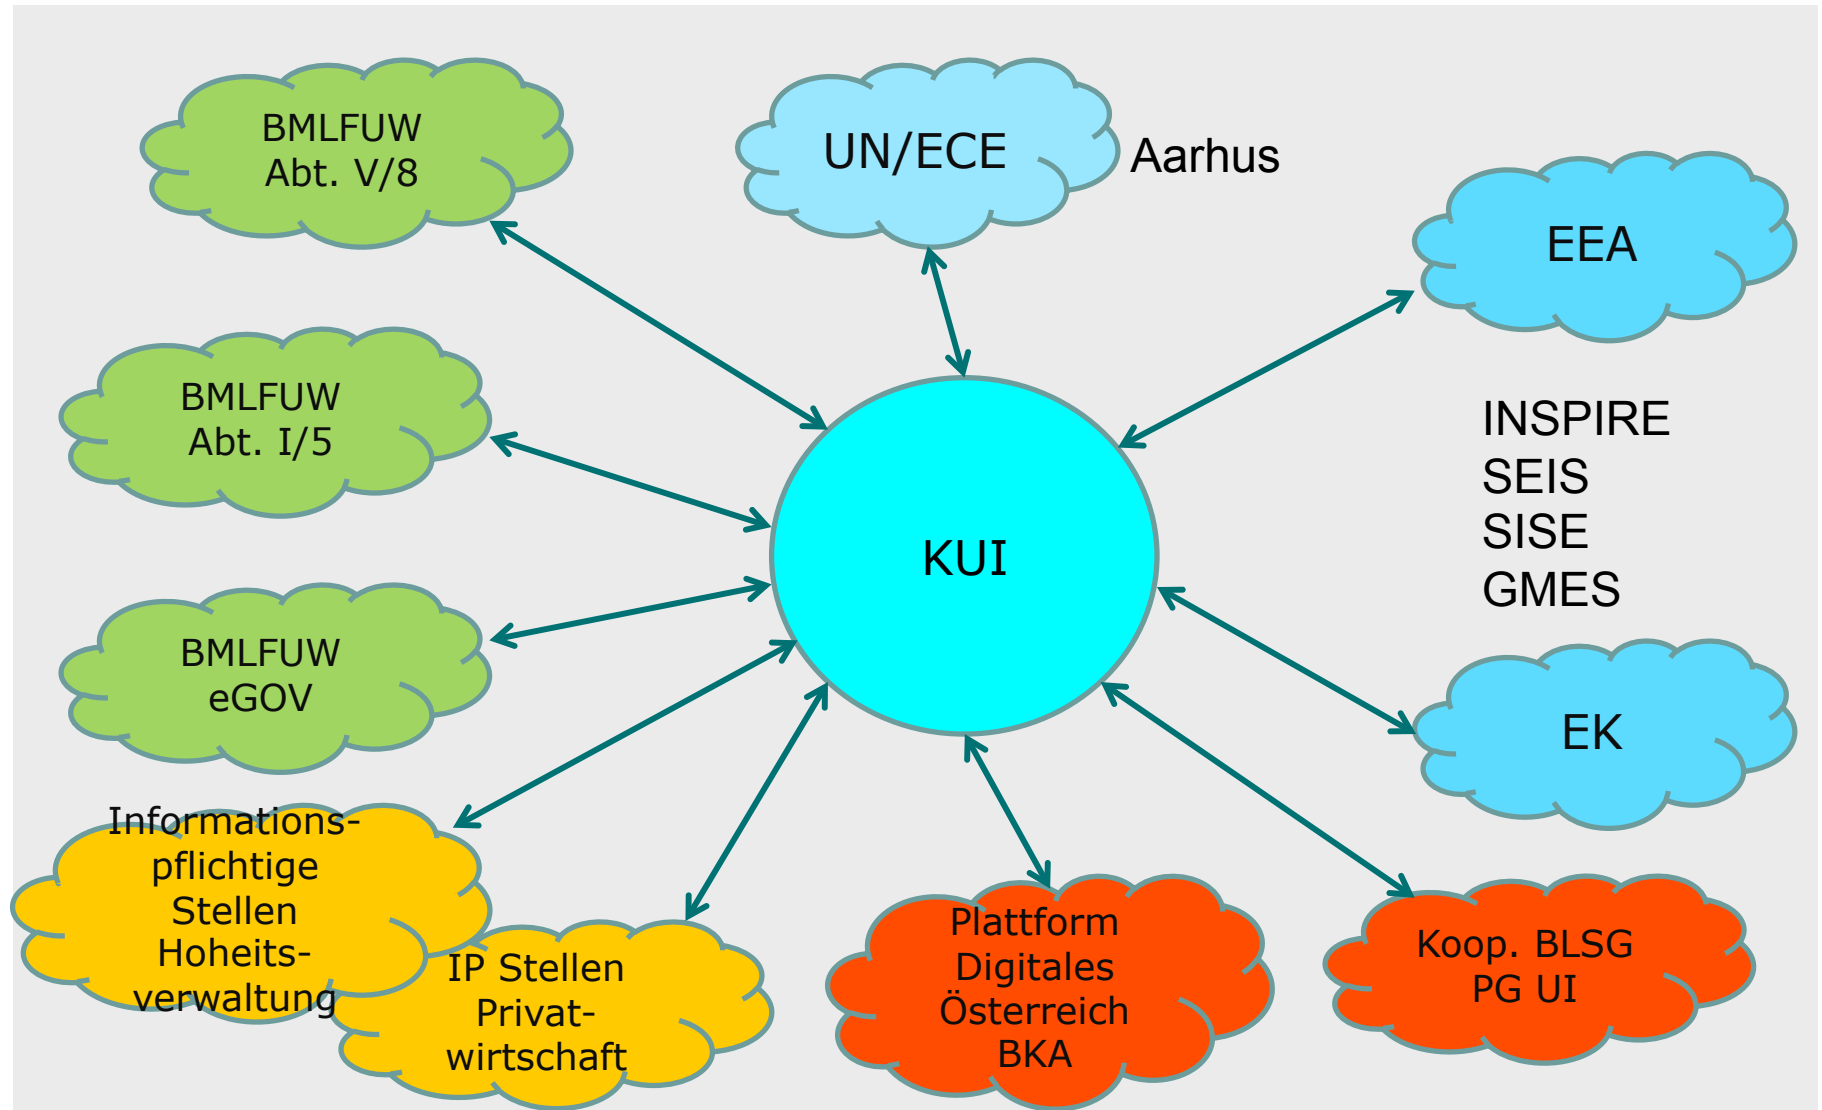 BMLFUW
Abt. V/8
UN/ECE
Aarhus
EEA
BMLFUW
Abt. I/5
INSPIRE
SEIS
SISE
GMES
KUI
BMLFUW
eGOV
EK
Informations-
pflichtige
Stellen
Hoheits-
verwaltung
IP Stellen
Privat-
wirtschaft
Plattform
Digitales
Österreich
BKA
Koop. BLSG
PG UI